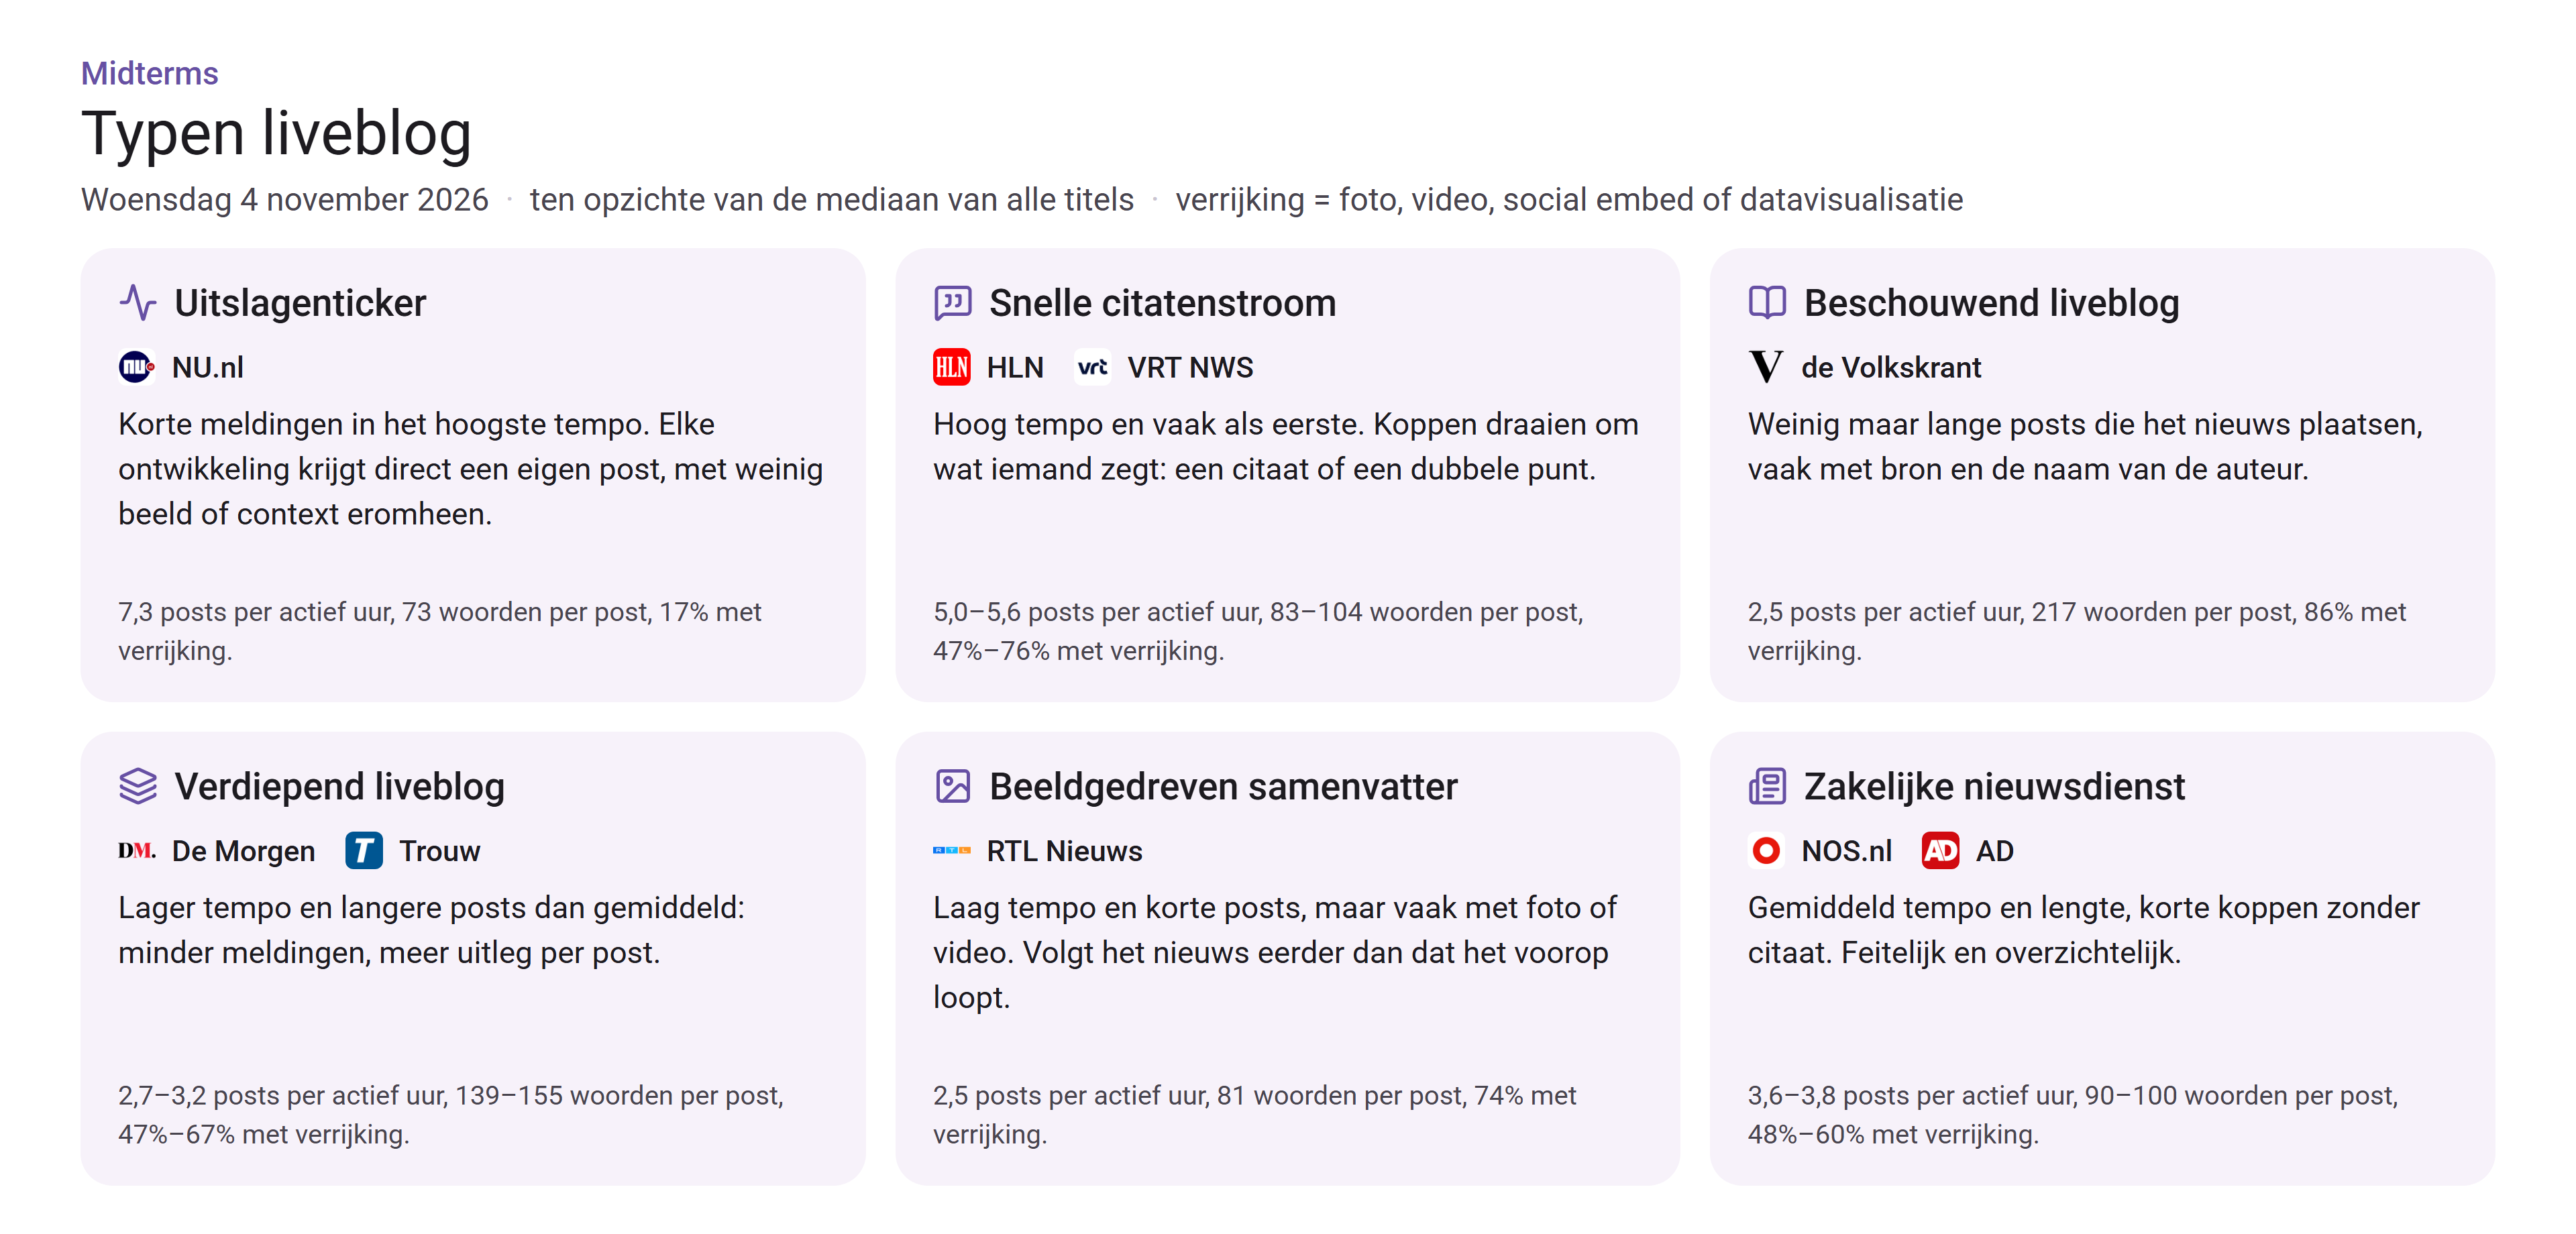 Midterms
Typen liveblog
Woensdag 4 november 2026 · ten opzichte van de mediaan van alle titels · verrijking = foto, video, social embed of datavisualisatie
Uitslagenticker
NU NU.nl
Korte meldingen in het hoogste tempo. Elke
ontwikkeling krijgt direct een eigen post, met weinig
beeld of context eromheen.
7,3 posts per actief uur, 73 woorden per post, 17% met
verrijking.
Snelle citatenstroom
HLN HLN vrt VRT NWS
Hoog tempo en vaak als eerste. Koppen draaien om
wat iemand zegt: een citaat of een dubbele punt.
5,0–5,6 posts per actief uur, 83–104 woorden per post,
47%–76% met verrijking.
Beschouwend liveblog
V de Volkskrant
Weinig maar lange posts die het nieuws plaatsen,
vaak met bron en de naam van de auteur.
2,5 posts per actief uur, 217 woorden per post, 86% met
verrijking.
Verdiepend liveblog
DM. De Morgen T Trouw
Lager tempo en langere posts dan gemiddeld:
minder meldingen, meer uitleg per post.
2,7–3,2 posts per actief uur, 139–155 woorden per post,
47%–67% met verrijking.
Beeldgedreven samenvatter
RTL RTL Nieuws
Laag tempo en korte posts, maar vaak met foto of
video. Volgt het nieuws eerder dan dat het voorop
loopt.
2,5 posts per actief uur, 81 woorden per post, 74% met
verrijking.
Zakelijke nieuwsdienst
NOS.nl AD AD
Gemiddeld tempo en lengte, korte koppen zonder
citaat. Feitelijk en overzichtelijk.
3,6–3,8 posts per actief uur, 90–100 woorden per post,
48%–60% met verrijking.